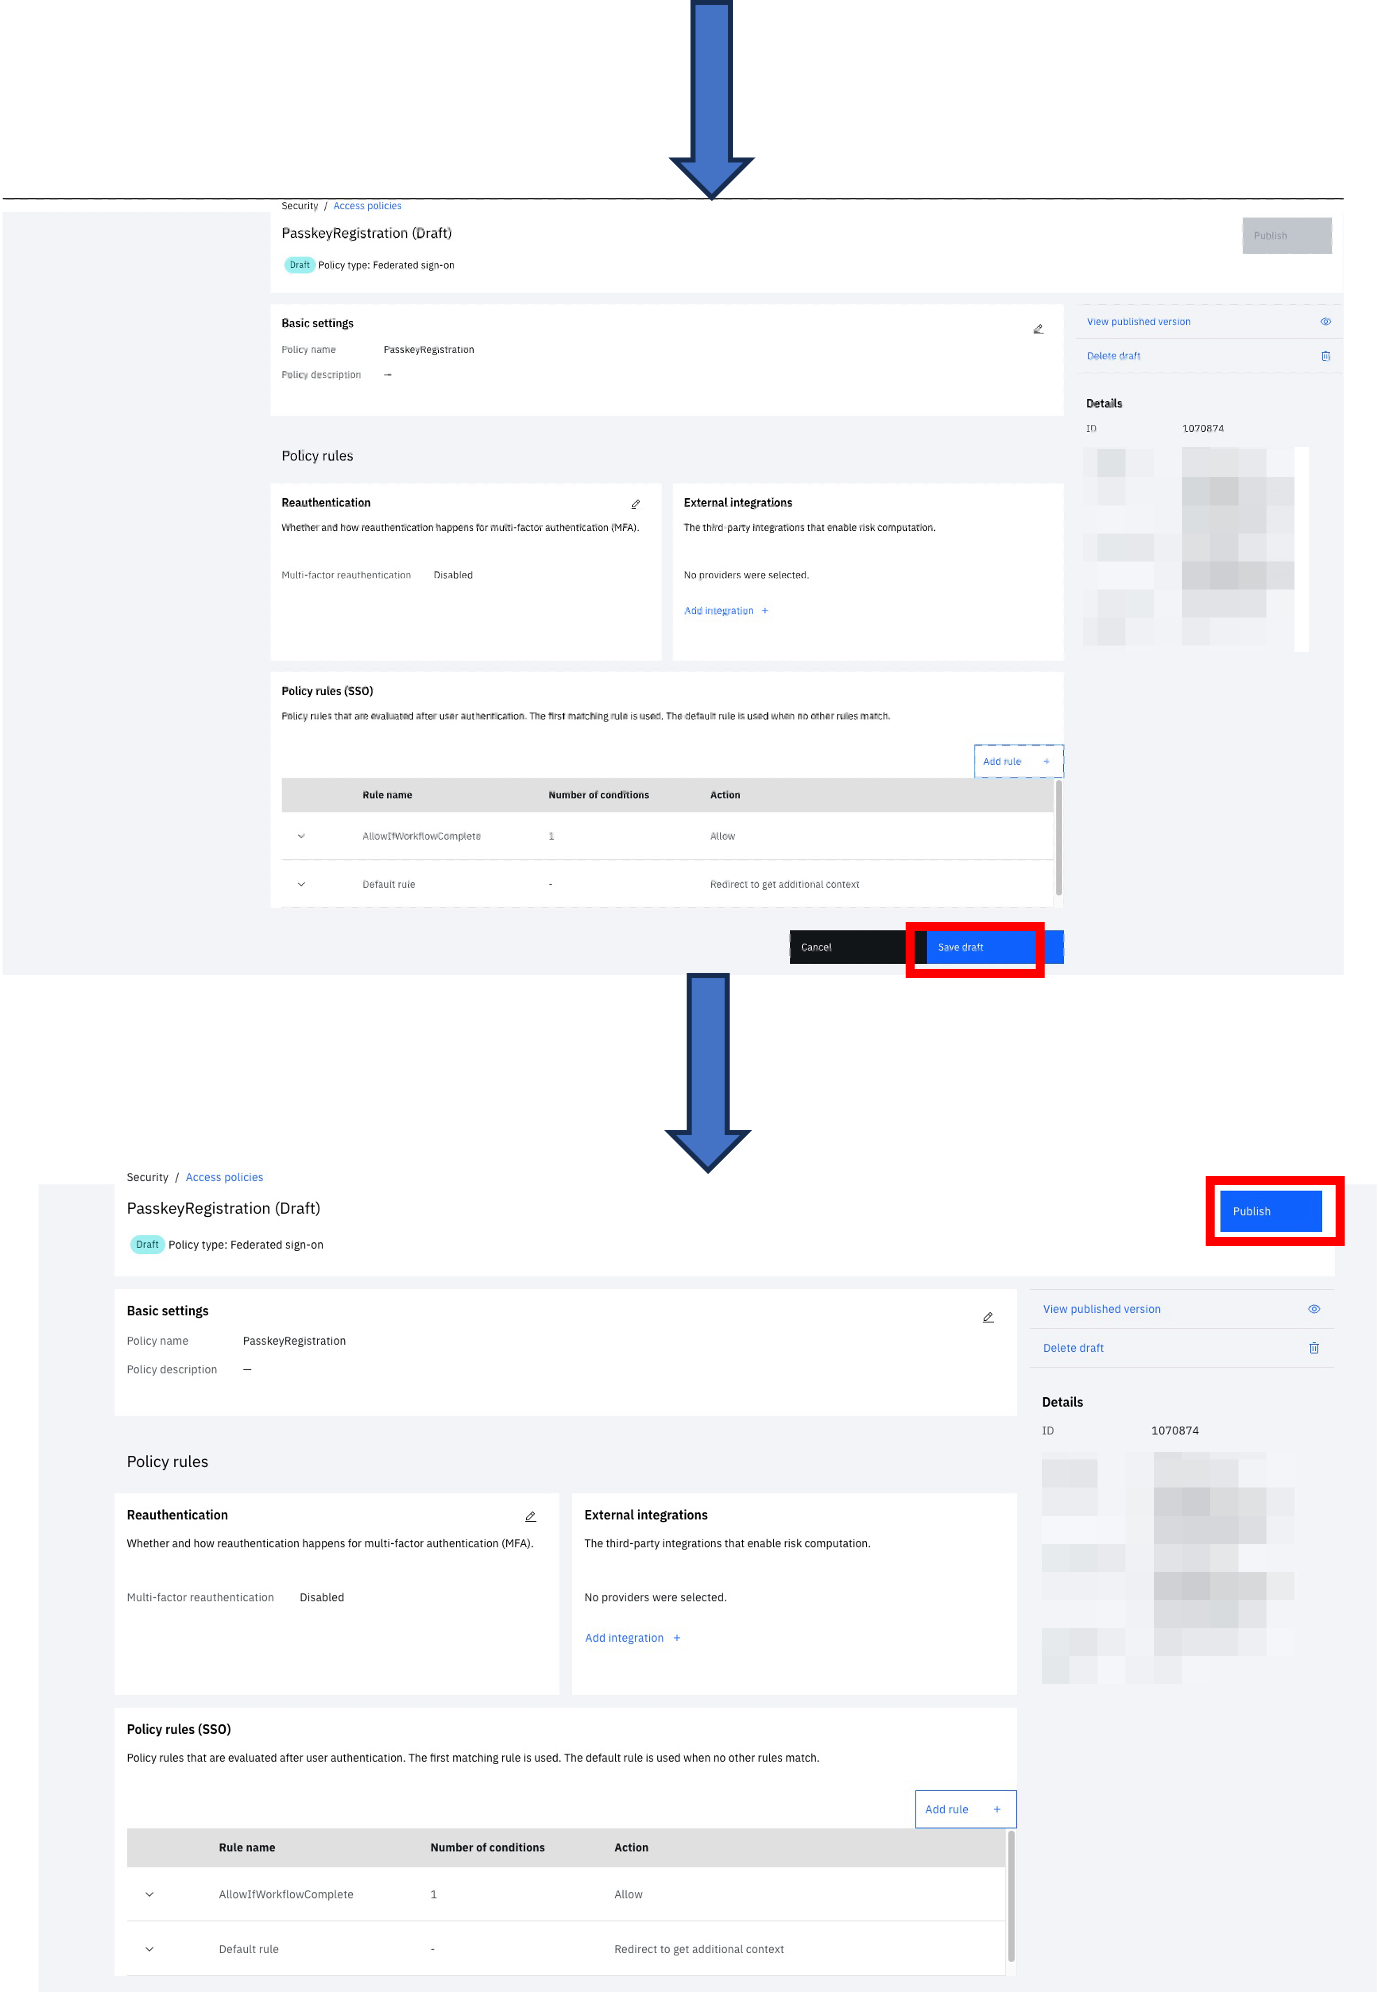 Security / Access policies
PasskeyRegistration (Draft)
Publish
Draft Policy type: Federated sign-on
Basic settings
Policy name PasskeyRegistration
Policy description —
View published version
Delete draft
Details
ID 1070874
Policy rules
Reauthentication
Whether and how reauthentication happens for multi-factor authentication (MFA).
Multi-factor reauthentication Disabled
External integrations
The third-party integrations that enable risk computation.
No providers were selected.
Add integration +
Policy rules (SSO)
Policy rules that are evaluated after user authentication. The first matching rule is used. The default rule is used when no other rules match.
Add rule +
Rule name Number of conditions Action
AllowIfWorkflowComplete 1 Allow
Default rule - Redirect to get additional context
Cancel Save draft
Security / Access policies
PasskeyRegistration (Draft)
Publish
Draft Policy type: Federated sign-on
Basic settings
Policy name PasskeyRegistration
Policy description —
View published version
Delete draft
Details
ID 1070874
Policy rules
Reauthentication
Whether and how reauthentication happens for multi-factor authentication (MFA).
Multi-factor reauthentication Disabled
External integrations
The third-party integrations that enable risk computation.
No providers were selected.
Add integration +
Policy rules (SSO)
Policy rules that are evaluated after user authentication. The first matching rule is used. The default rule is used when no other rules match.
Add rule +
Rule name Number of conditions Action
AllowIfWorkflowComplete 1 Allow
Default rule - Redirect to get additional context